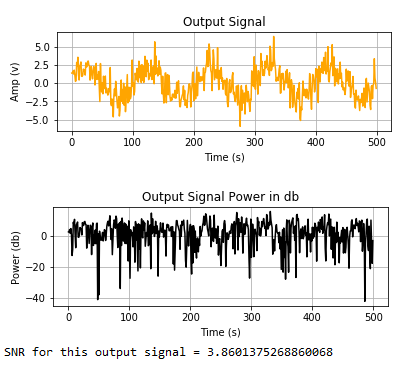 Output Signal
5.0
2.5
0.0
−2.5
−5.0
Amp (v)
0 100 200 300 400 500
Time (s)
Output Signal Power in db
0
−20
−40
Power (db)
0 100 200 300 400 500
Time (s)
SNR for this output signal = 3.8601375268860068